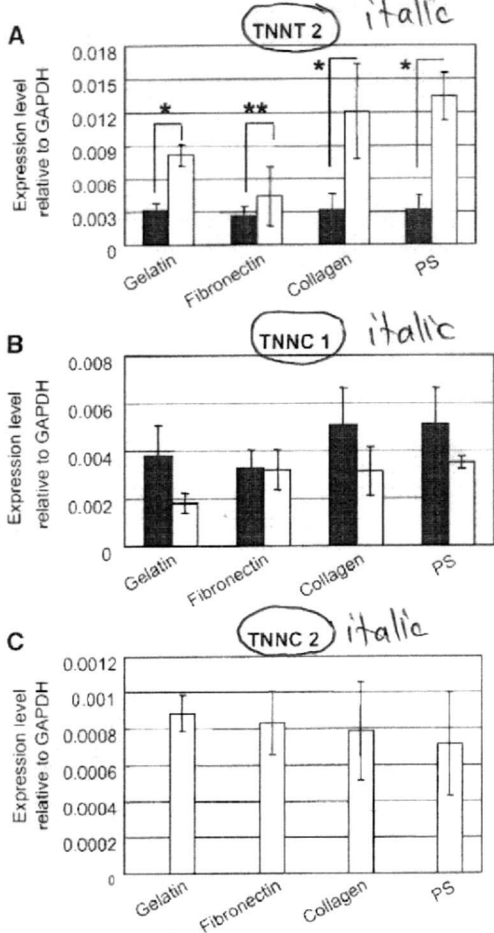 A
TNNT 2 italic
Expression level
relative to GAPDH
0.018
0.015
0.012
0.009
0.006
0.003
0
* ** * *
Gelatin Fibronectin Collagen PS
B
TNNC 1 italic
Expression level
relative to GAPDH
0.008
0.006
0.004
0.002
0
Gelatin Fibronectin Collagen PS
C
TNNC 2 italic
Expression level
relative to GAPDH
0.0012
0.001
0.0008
0.0006
0.0004
0.0002
0
Gelatin Fibronectin Collagen PS